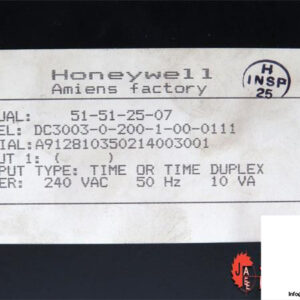 Honeywell
Amiens factory
H
INSP
25
UAL: 51-51-25-07
EL: DC3003-0-200-1-00-0111
IAL:A912810350214003001
UT 1: ( )
PUT TYPE: TIME OR TIME DUPLEX
ER: 240 VAC 50 Hz 10 VA